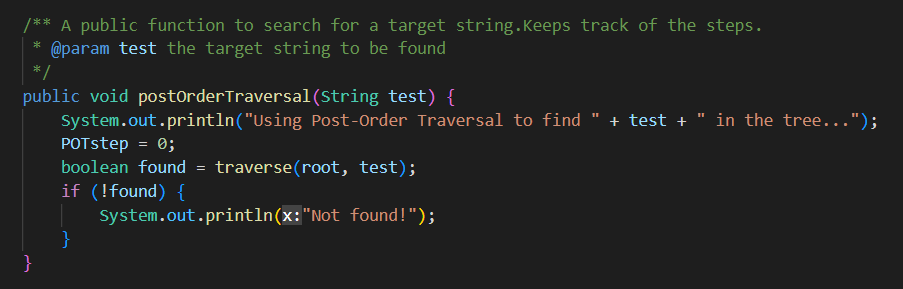 /** A public function to search for a target string.Keeps track of the steps.
 * @param test the target string to be found
 */
public void postOrderTraversal(String test) {
    System.out.println("Using Post-Order Traversal to find " + test + " in the tree...");
    POTstep = 0;
    boolean found = traverse(root, test);
    if (!found) {
        System.out.println(x:"Not found!");
    }
}